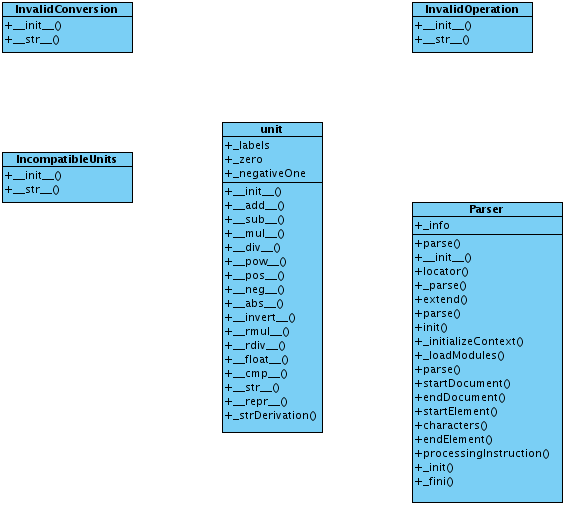 InvalidConversion
+__init__()
+__str__()
InvalidOperation
+__init__()
+__str__()
IncompatibleUnits
+__init__()
+__str__()
unit
+_labels
+_zero
+_negativeOne
+__init__()
+__add__()
+__sub__()
+__mul__()
+__div__()
+__pow__()
+__pos__()
+__neg__()
+__abs__()
+__invert__()
+__rmul__()
+__rdiv__()
+__float__()
+__cmp__()
+__str__()
+__repr__()
+_strDerivation()
Parser
+_info
+parse()
+__init__()
+locator()
+_parse()
+extend()
+parse()
+init()
+_initializeContext()
+_loadModules()
+parse()
+startDocument()
+endDocument()
+startElement()
+characters()
+endElement()
+processingInstruction()
+_init()
+_fini()